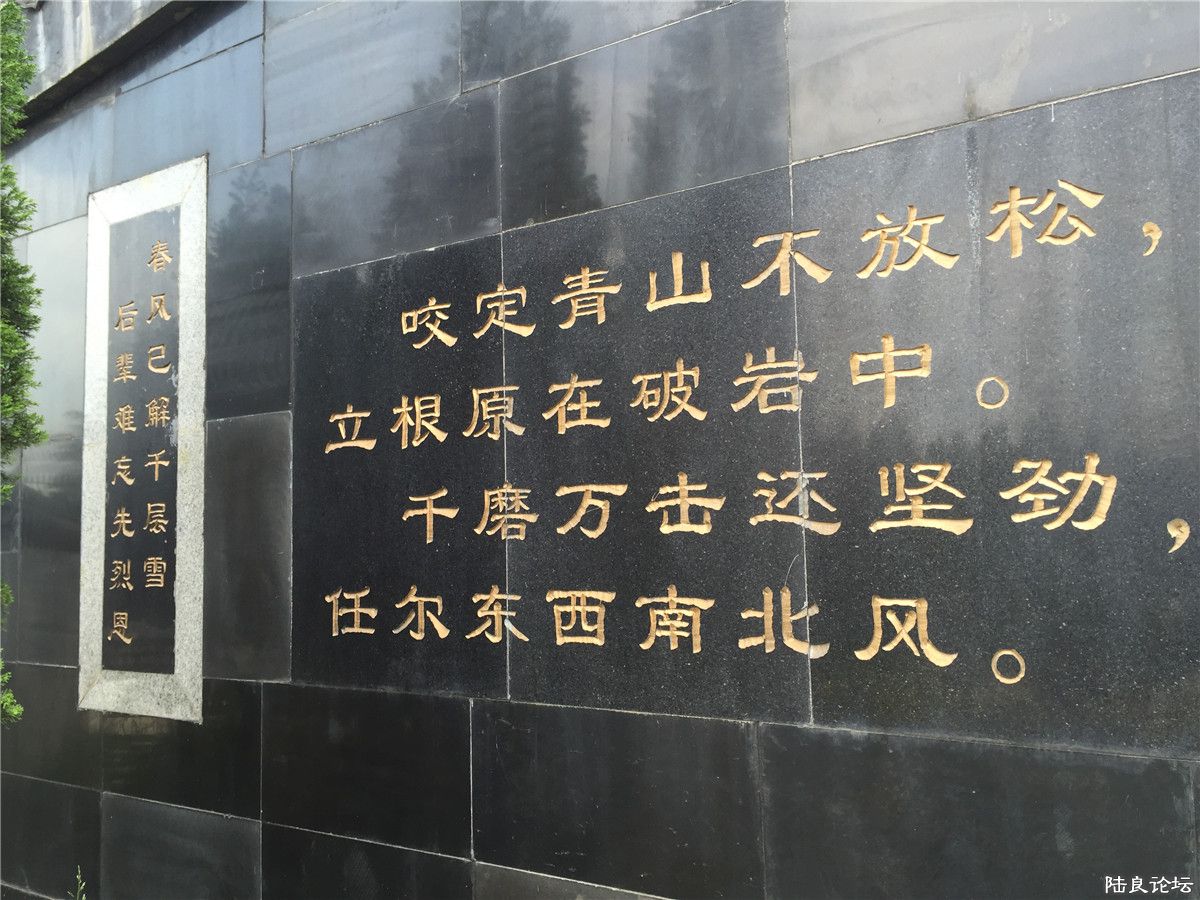 春风已解千层雪
后辈难忘先烈恩
咬定青山不放松，
立根原在破岩中。
千磨万击还坚劲，
任尔东西南北风。
陆良论坛